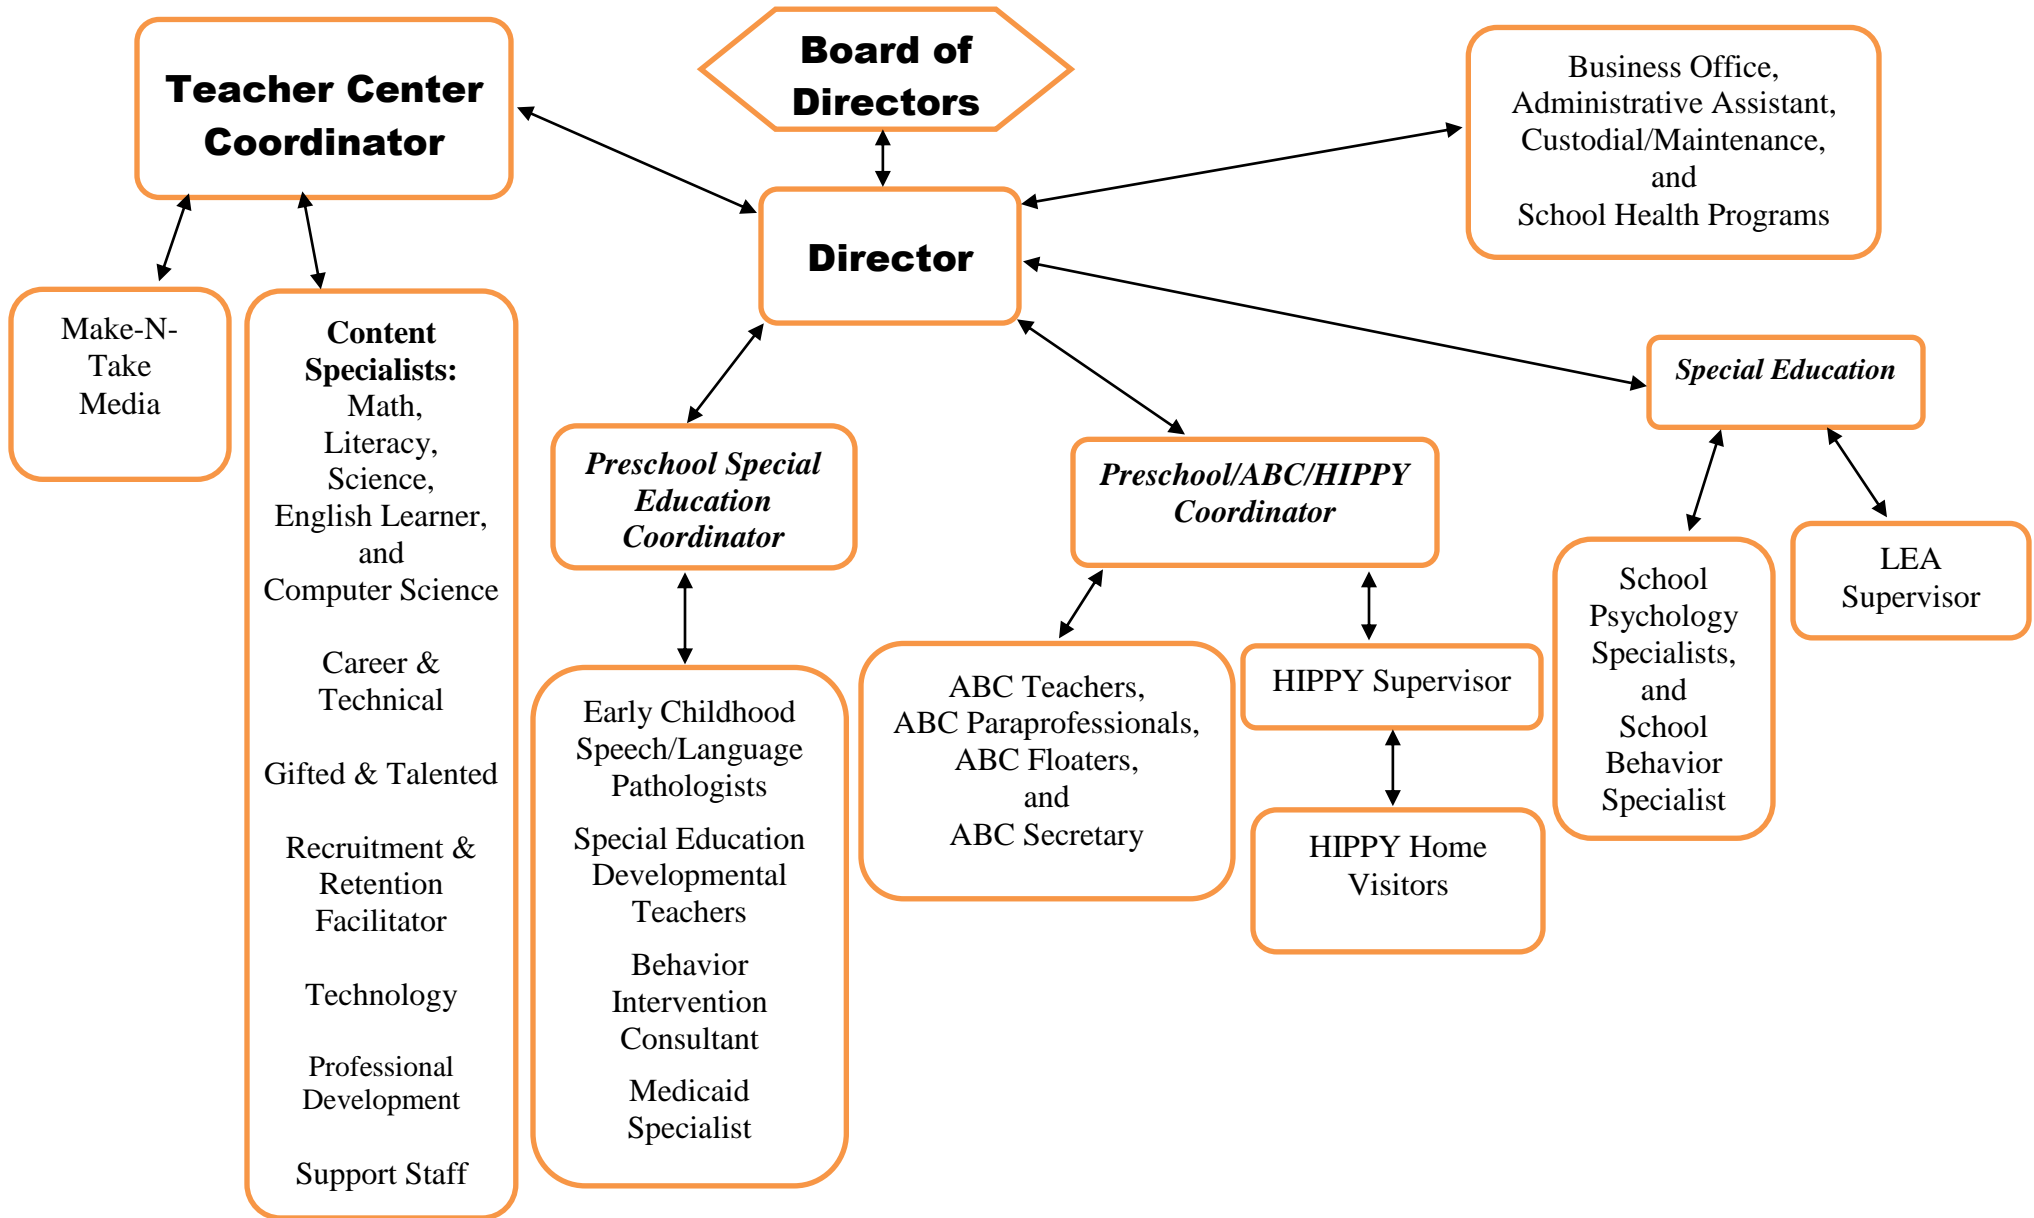 Teacher Center
Coordinator
Board of
Directors
Business Office,
Administrative Assistant,
Custodial/Maintenance,
and
School Health Programs
Director
Make-N-
Take
Media
Content
Specialists:
Math,
Literacy,
Science,
English Learner,
and
Computer Science
Career &
Technical
Gifted & Talented
Recruitment &
Retention
Facilitator
Technology
Professional
Development
Support Staff
Preschool Special
Education
Coordinator
Early Childhood
Speech/Language
Pathologists
Special Education
Developmental
Teachers
Behavior
Intervention
Consultant
Medicaid
Specialist
Preschool/ABC/HIPPY
Coordinator
ABC Teachers,
ABC Paraprofessionals,
ABC Floaters,
and
ABC Secretary
HIPPY Supervisor
HIPPY Home
Visitors
Special Education
School
Psychology
Specialists,
and
School
Behavior
Specialist
LEA
Supervisor